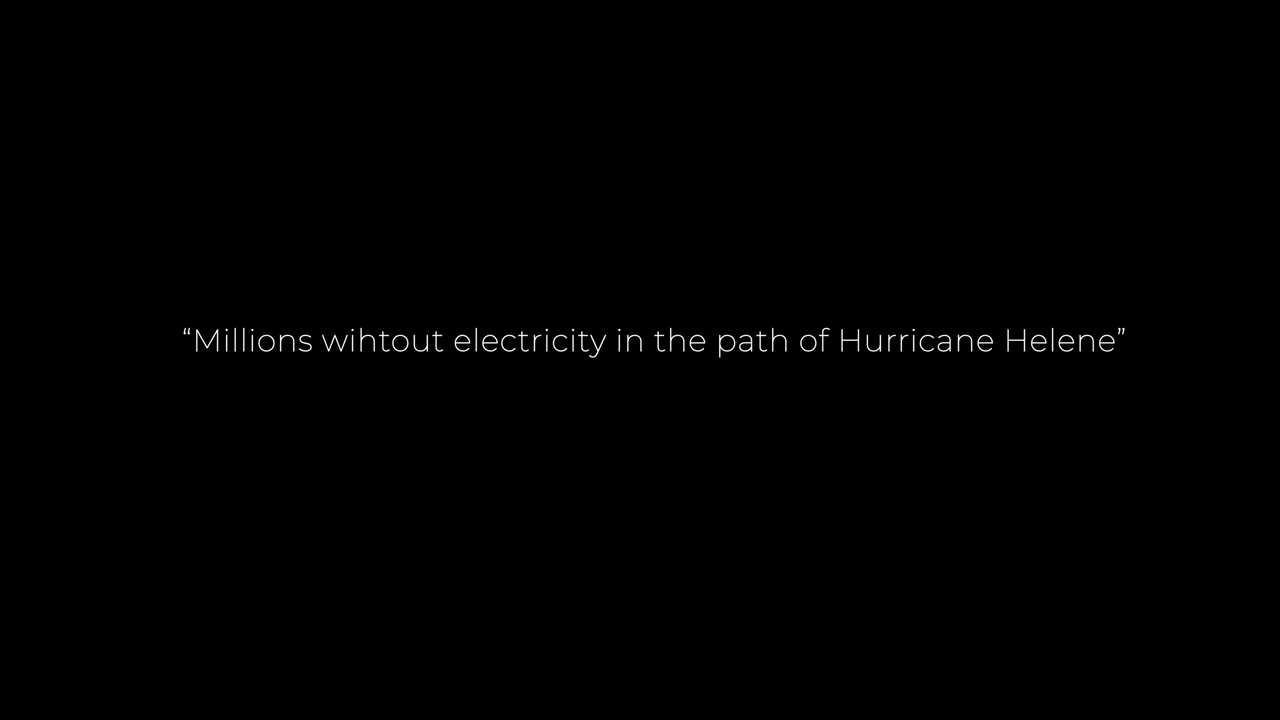 “Millions wihtout electricity in the path of Hurricane Helene”